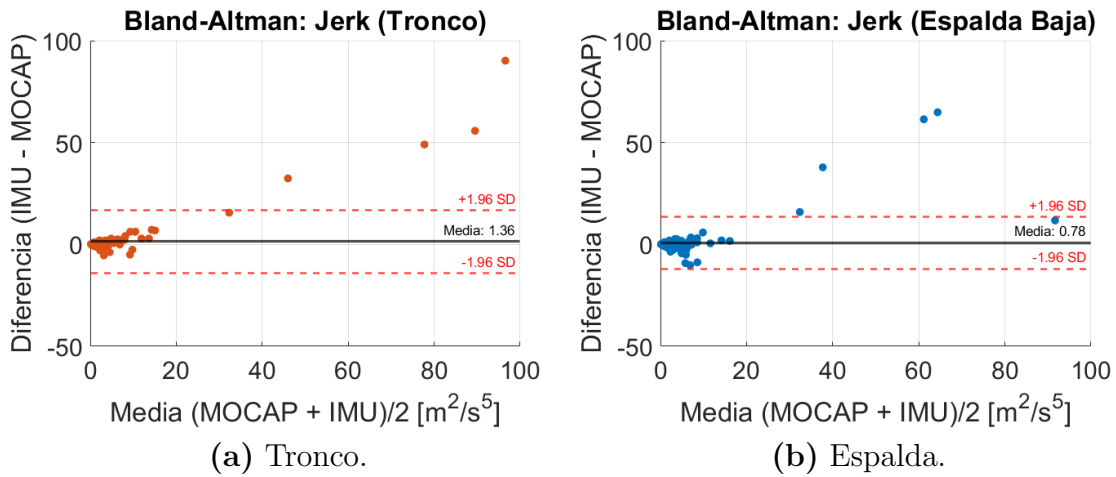 Bland-Altman: Jerk (Tronco)
Diferencia (IMU - MOCAP)
100
50
0
-50
+1.96 SD
Media: 1.36
-1.96 SD
0 20 40 60 80 100
Media (MOCAP + IMU)/2 [m²/s⁵]
(a) Tronco.
Bland-Altman: Jerk (Espalda Baja)
Diferencia (IMU - MOCAP)
100
50
0
-50
+1.96 SD
Media: 0.78
-1.96 SD
0 20 40 60 80 100
Media (MOCAP + IMU)/2 [m²/s⁵]
(b) Espalda.